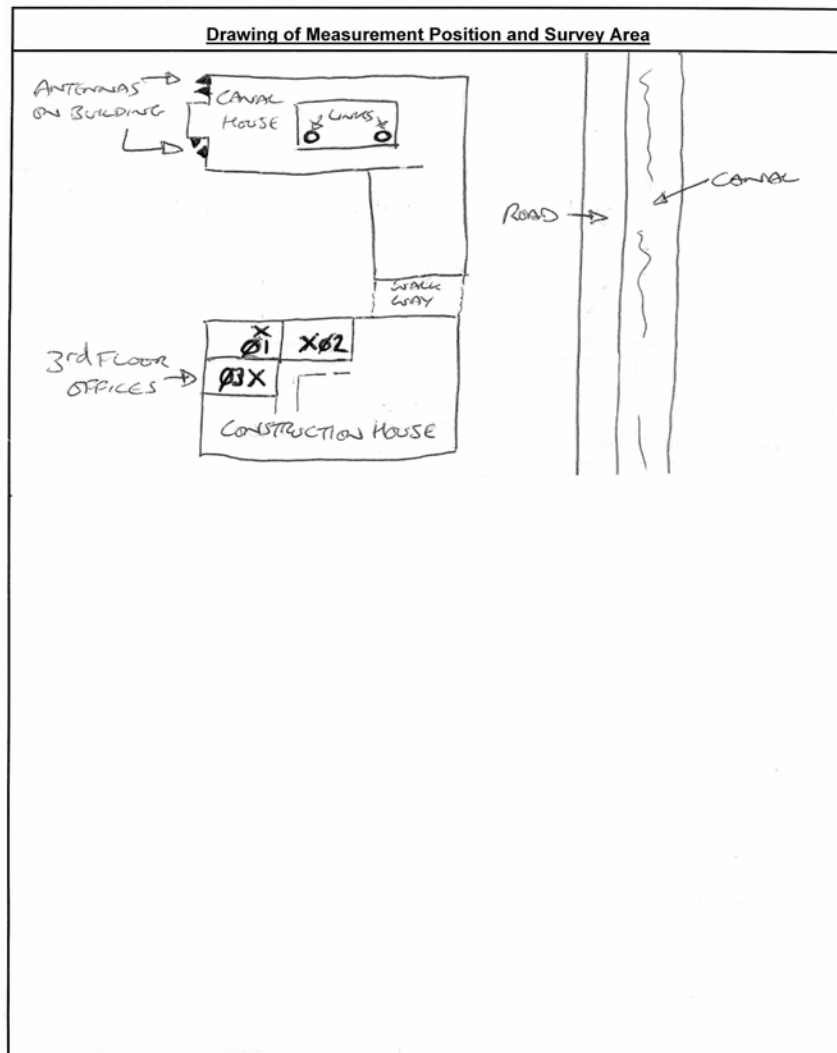 Drawing of Measurement Position and Survey Area
ANTENNAS
ON BUILDING
CANAL
HOUSE
LINKS
ROAD
CANAL
WALK
WAY
Ø1
XØ2
Ø3X
3rd FLOOR
OFFICES
CONSTRUCTION HOUSE